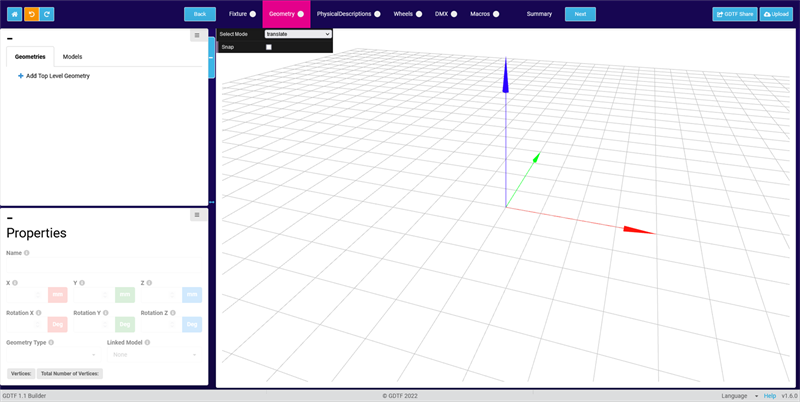 Back
Fixture
Geometry
PhysicalDescriptions
Wheels
DMX
Macros
Summary
Next
GDTF Share
Upload
Select Mode
translate
Snap
Geometries
Models
Add Top Level Geometry
Properties
Name
X
Y
Z
mm
mm
mm
Rotation X
Rotation Y
Rotation Z
Deg
Deg
Deg
Geometry Type
Linked Model
None
Vertices:
Total Number of Vertices:
GDTF 1.1 Builder
© GDTF 2022
Language
Help
v1.6.0